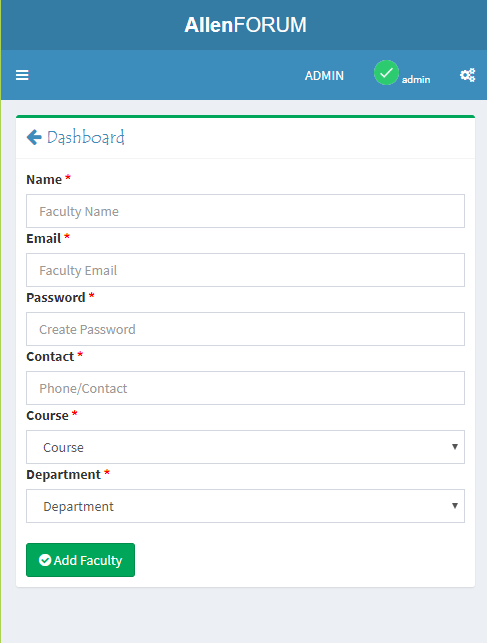 AllenFORUM
ADMIN admin
Dashboard
Name *
Faculty Name
Email *
Faculty Email
Password *
Create Password
Contact *
Phone/Contact
Course *
Course
Department *
Department
Add Faculty